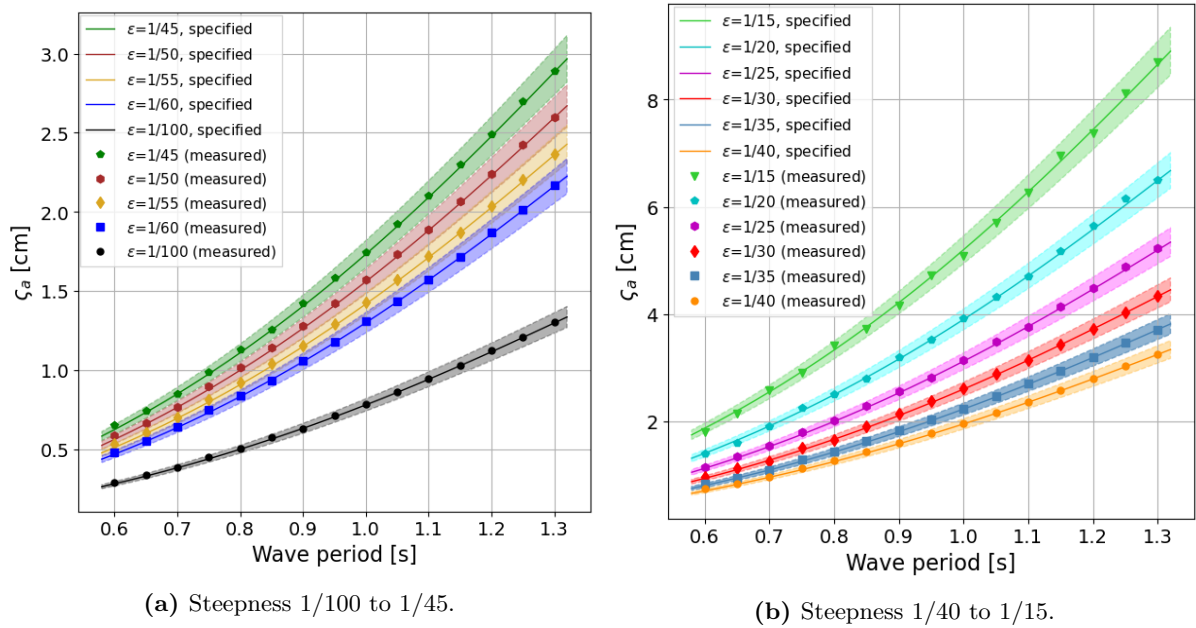 ε=1/45, specified
ε=1/50, specified
ε=1/55, specified
ε=1/60, specified
ε=1/100, specified
ε=1/45 (measured)
ε=1/50 (measured)
ε=1/55 (measured)
ε=1/60 (measured)
ε=1/100 (measured)
3.0
2.5
2.0
1.5
1.0
0.5
ςa [cm]
0.6 0.7 0.8 0.9 1.0 1.1 1.2 1.3
Wave period [s]
(a) Steepness 1/100 to 1/45.
ε=1/15, specified
ε=1/20, specified
ε=1/25, specified
ε=1/30, specified
ε=1/35, specified
ε=1/40, specified
ε=1/15 (measured)
ε=1/20 (measured)
ε=1/25 (measured)
ε=1/30 (measured)
ε=1/35 (measured)
ε=1/40 (measured)
8
6
4
2
ςa [cm]
0.6 0.7 0.8 0.9 1.0 1.1 1.2 1.3
Wave period [s]
(b) Steepness 1/40 to 1/15.